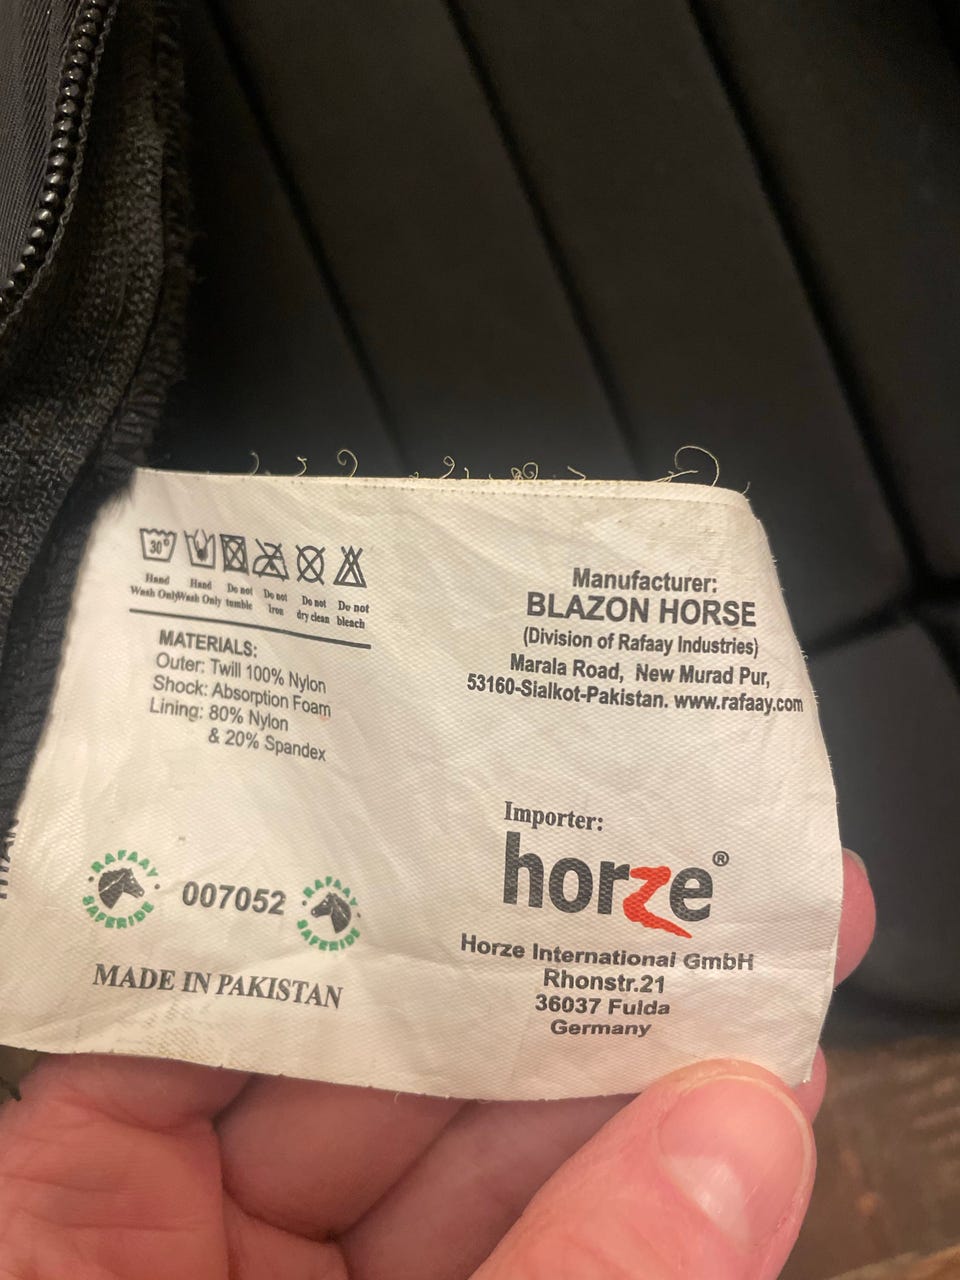 30°
Hand Wash Only
Hand Wash Only
Do not tumble
Do not Iron
Do not dry clean
Do not bleach
MATERIALS:
Outer: Twill 100% Nylon
Shock: Absorption Foam
Lining: 80% Nylon
& 20% Spandex
RAFAAY SAFERIDE
007052
RAFAAY SAFERIDE
MADE IN PAKISTAN
Manufacturer:
BLAZON HORSE
(Division of Rafaay Industries)
Marala Road, New Murad Pur,
53160-Sialkot-Pakistan. www.rafaay.com
Importer:
horze®
Horze International GmbH
Rhonstr.21
36037 Fulda
Germany